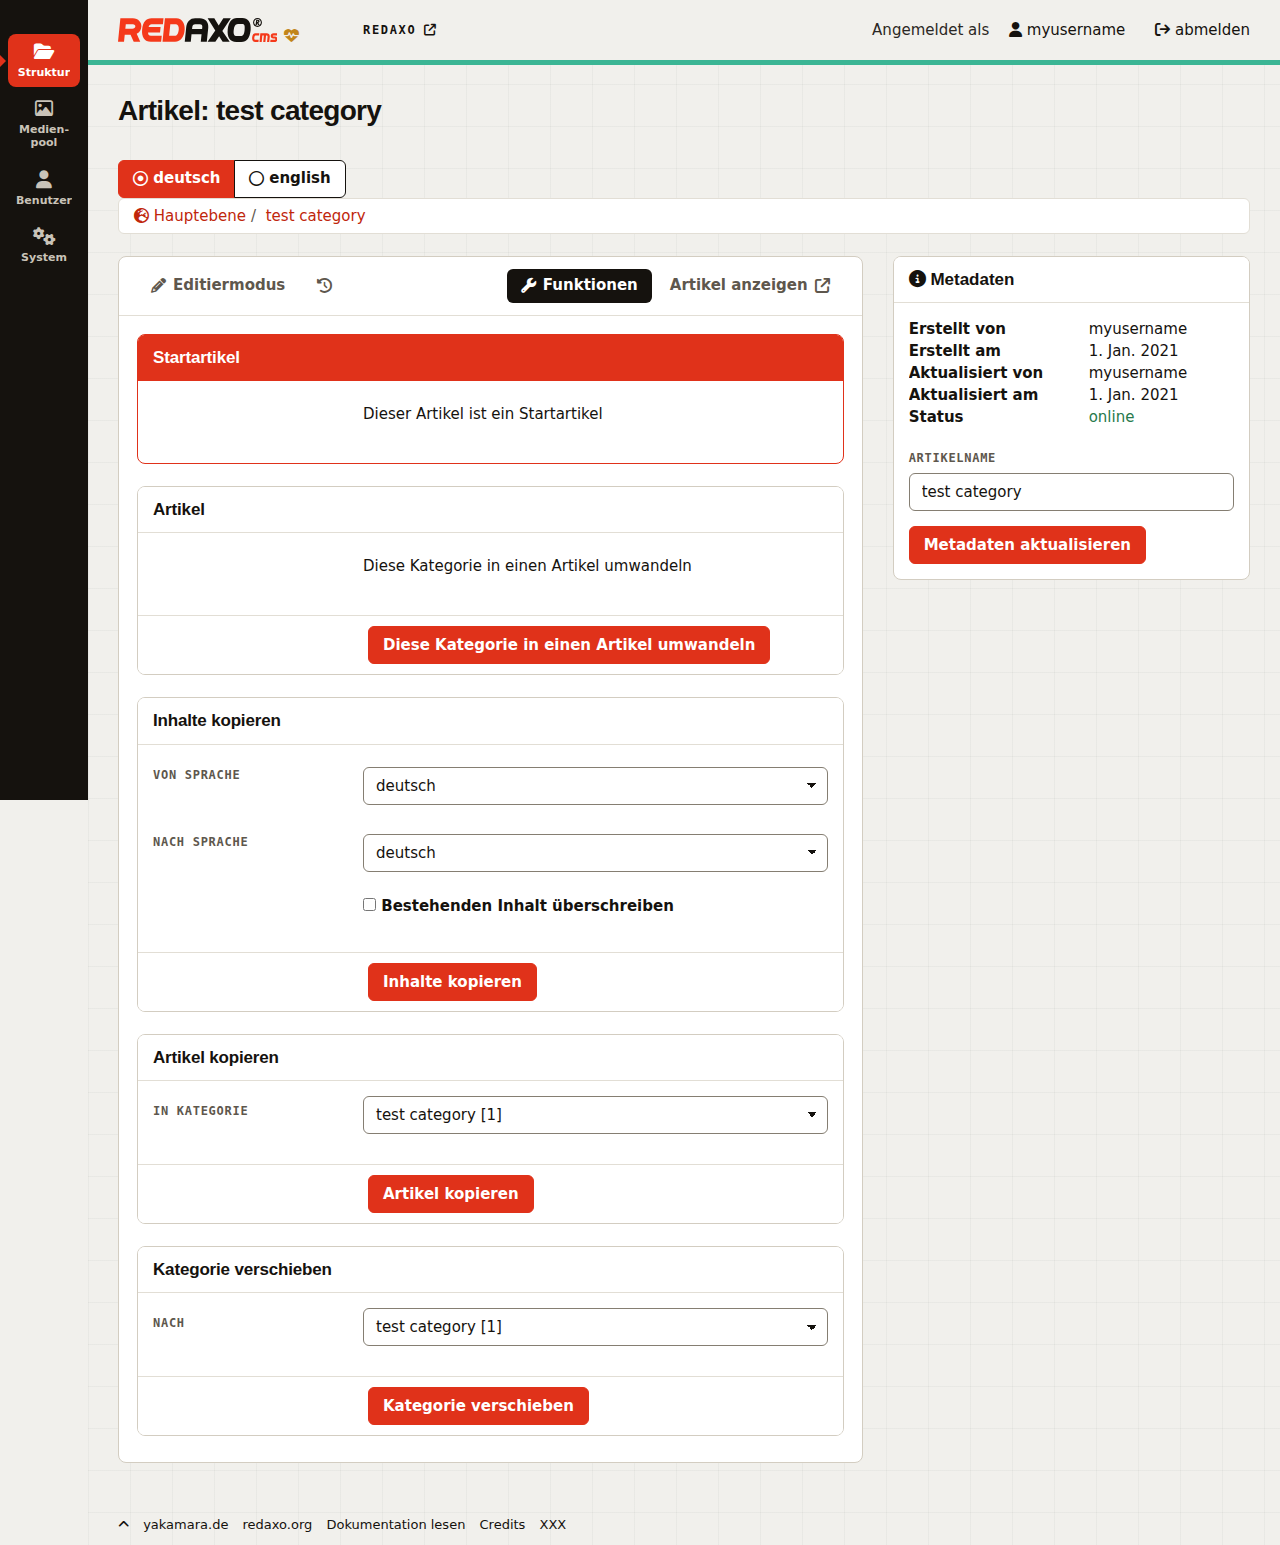 REDAXO® cms
REDAXO
Angemeldet als myusername abmelden
Struktur
Medien-
pool
Benutzer
System
Artikel: test category
deutsch english
Hauptebene / test category
Editiermodus Funktionen Artikel anzeigen
Startartikel
Dieser Artikel ist ein Startartikel
Artikel
Diese Kategorie in einen Artikel umwandeln
Diese Kategorie in einen Artikel umwandeln
Inhalte kopieren
VON SPRACHE deutsch
NACH SPRACHE deutsch
Bestehenden Inhalt überschreiben
Inhalte kopieren
Artikel kopieren
IN KATEGORIE test category [1]
Artikel kopieren
Kategorie verschieben
NACH test category [1]
Kategorie verschieben
Metadaten
Erstellt von myusername
Erstellt am 1. Jan. 2021
Aktualisiert von myusername
Aktualisiert am 1. Jan. 2021
Status online
ARTIKELNAME
test category
Metadaten aktualisieren
yakamara.de redaxo.org Dokumentation lesen Credits XXX